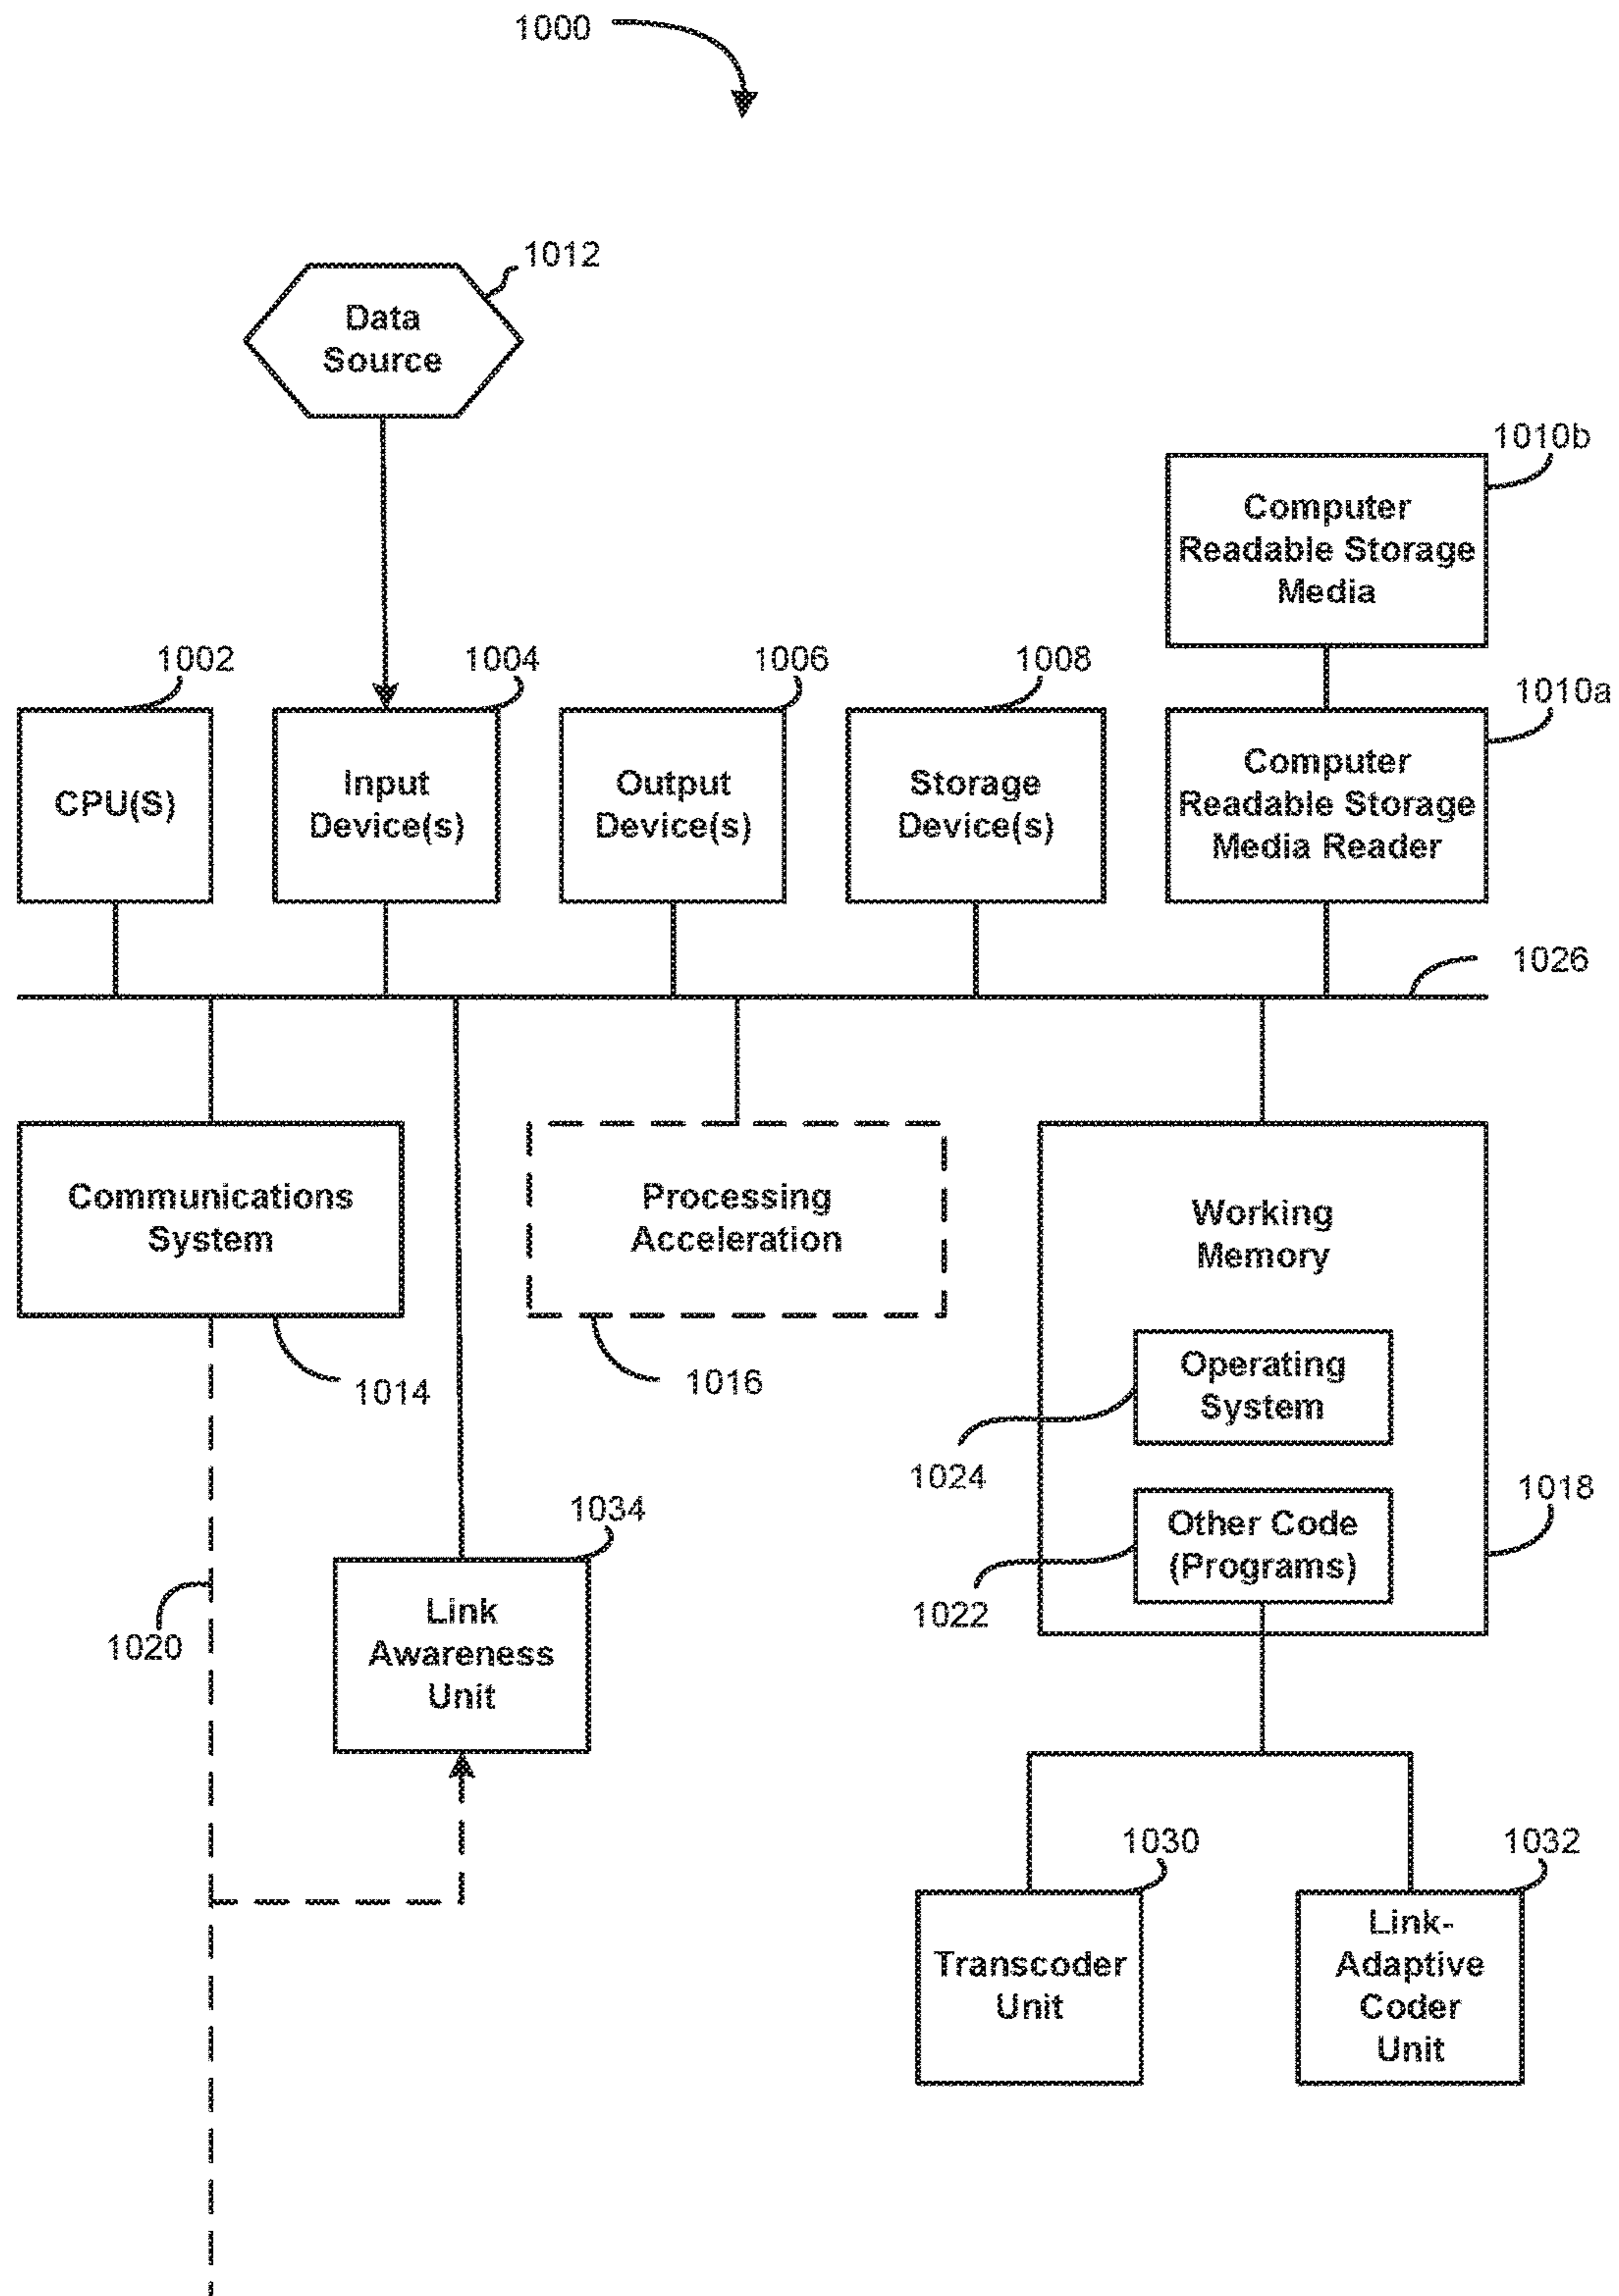 1000
1012
Data
Source
1010b
Computer
Readable Storage
Media
1002
1004
1006
1008
1010a
CPU(S)
Input
Device(s)
Output
Device(s)
Storage
Device(s)
Computer
Readable Storage
Media Reader
1026
Communications
System
1014
Processing
Acceleration
1016
Working
Memory
Operating
System
1024
Other Code
(Programs)
1022
1018
1034
Link
Awareness
Unit
1020
1030
Transcoder
Unit
1032
Link-
Adaptive
Coder
Unit